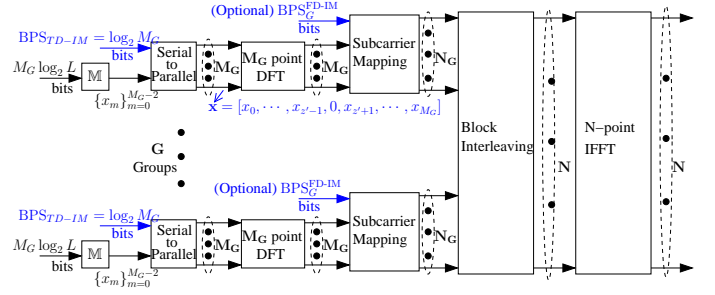 (Optional) BPS_G^{FD-IM}
bits
BPS_{TD-IM} = log_2 M_G
bits
M_G log_2 L
bits
𝕄
{x_m}_{m=0}^{M_G-2}
Serial
to
Parallel
M_G
M_G point
DFT
M_G
Subcarrier
Mapping
N_G
x = [x_0, ⋯ , x_{z'-1}, 0, x_{z'+1}, ⋯ , x_{M_G}]
G
Groups
Block
Interleaving
N
N-point
IFFT
N
(Optional) BPS_G^{FD-IM}
bits
BPS_{TD-IM} = log_2 M_G
bits
M_G log_2 L
bits
𝕄
{x_m}_{m=0}^{M_G-2}
Serial
to
Parallel
M_G
M_G point
DFT
M_G
Subcarrier
Mapping
N_G